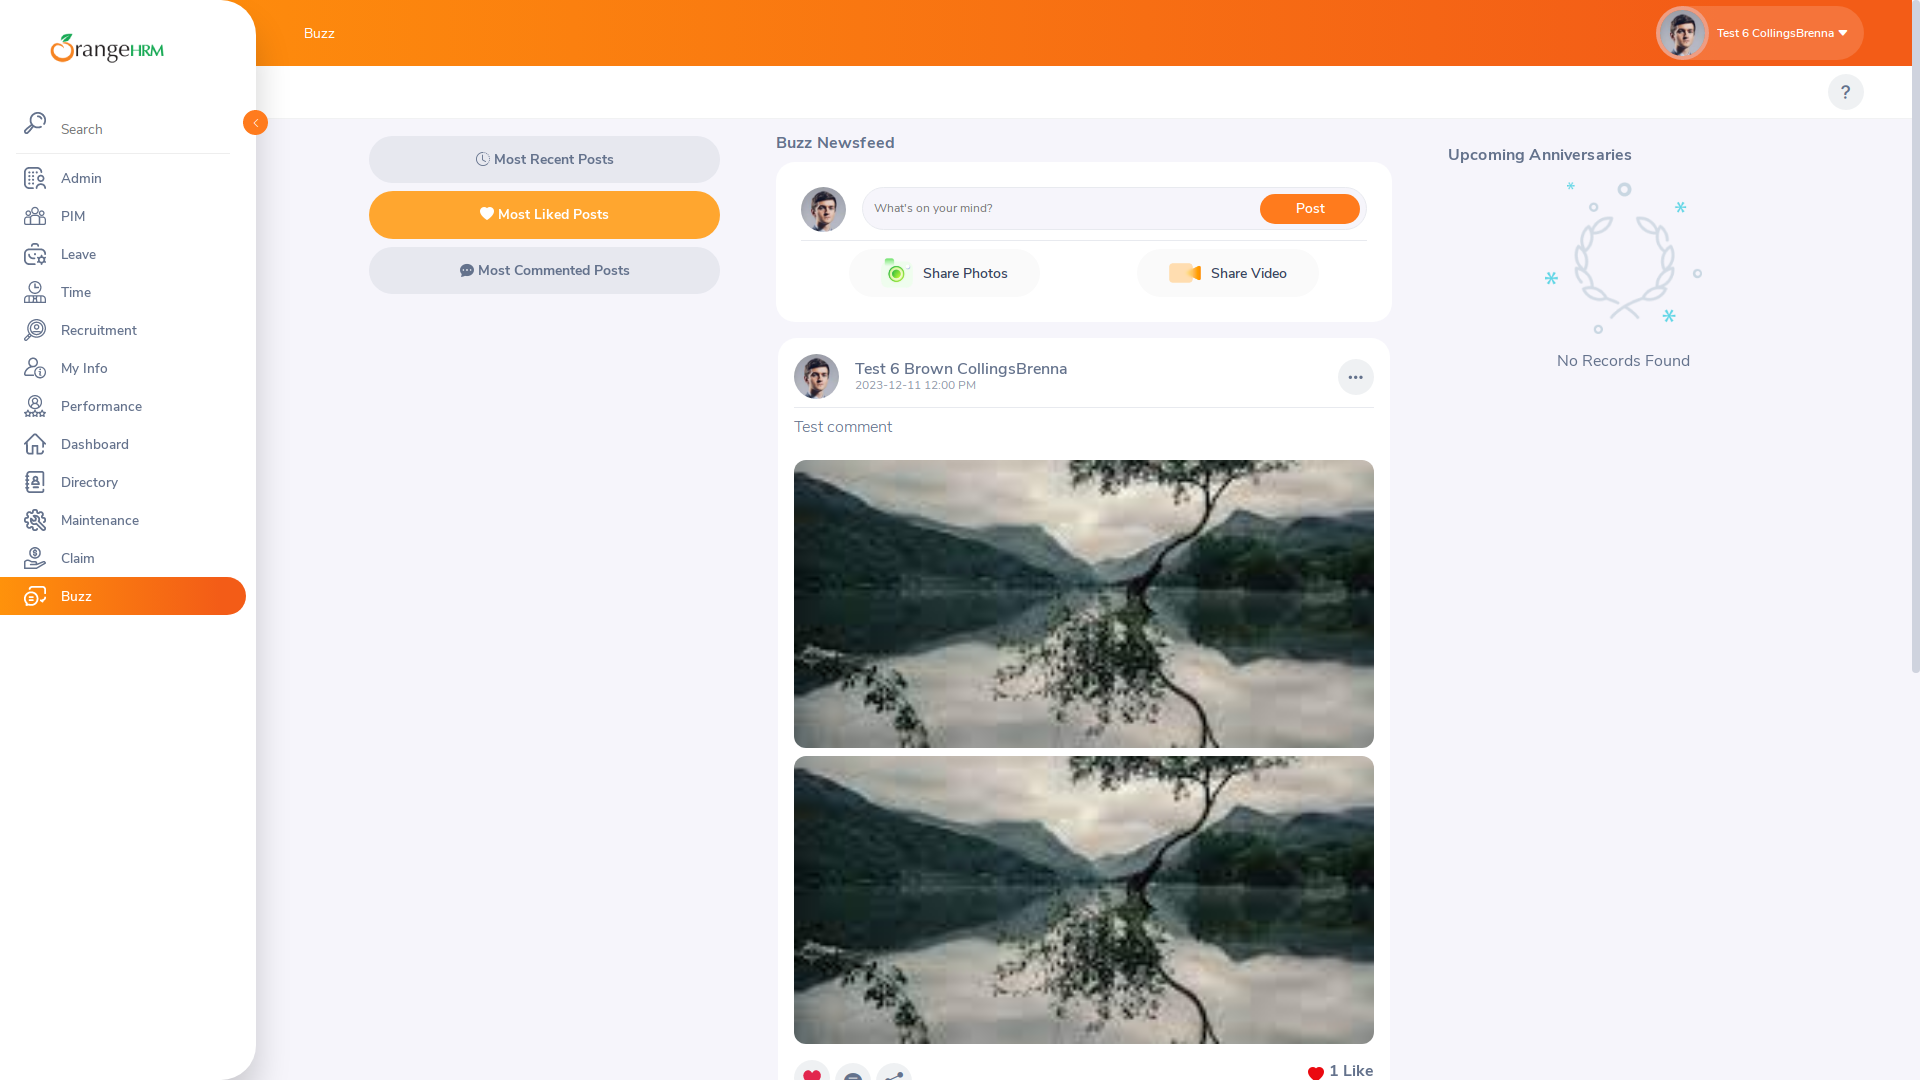 OrangeHRM
Search
Admin
PIM
Leave
Time
Recruitment
My Info
Performance
Dashboard
Directory
Maintenance
Claim
Buzz
Buzz
Test 6 CollingsBrenna
?
Most Recent Posts
Most Liked Posts
Most Commented Posts
Buzz Newsfeed
What's on your mind?
Post
Share Photos
Share Video
Test 6 Brown CollingsBrenna
2023-12-11 12:00 PM
Test comment
1 Like
Upcoming Anniversaries
No Records Found